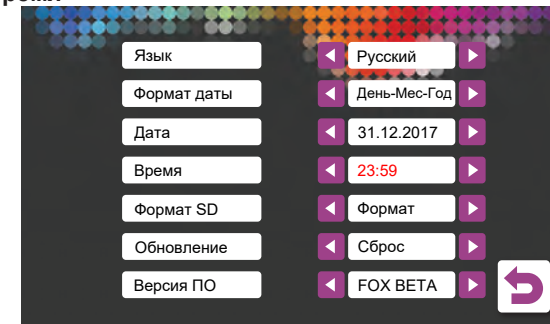 Язык Русский
Формат даты День-Мес-Год
Дата 31.12.2017
Время 23:59
Формат SD Формат
Обновление Сброс
Версия ПО FOX BETA